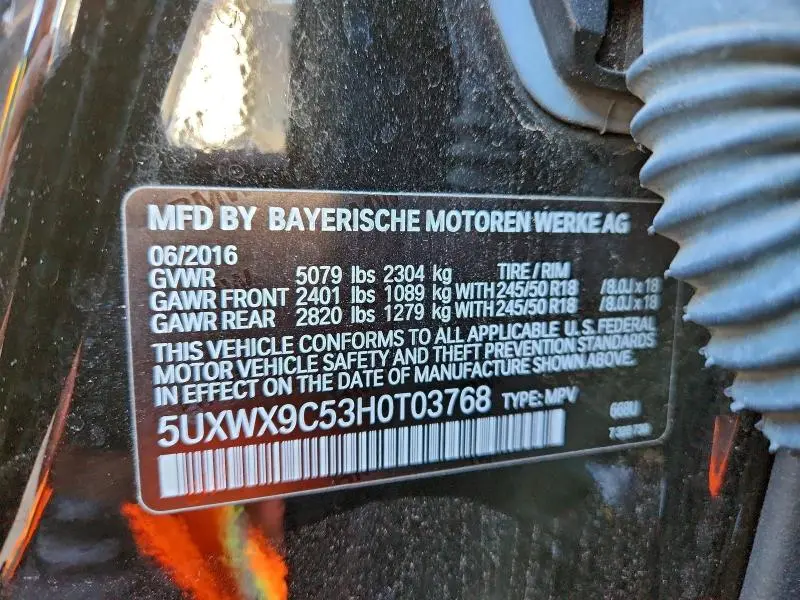 MFD BY BAYERISCHE MOTOREN WERKE AG
06/2016
GVWR 5079 lbs 2304 kg TIRE / RIM
GAWR FRONT 2401 lbs 1089 kg WITH 245/50 R18 /8.0J x 18
GAWR REAR 2820 lbs 1279 kg WITH 245/50 R18 /8.0J x 18
THIS VEHICLE CONFORMS TO ALL APPLICABLE U.S. FEDERAL
MOTOR VEHICLE SAFETY AND THEFT PREVENTION STANDARDS
IN EFFECT ON THE DATE OF MANUFACTURE SHOWN ABOVE.
5UXWX9C53H0T03768 TYPE: MPV